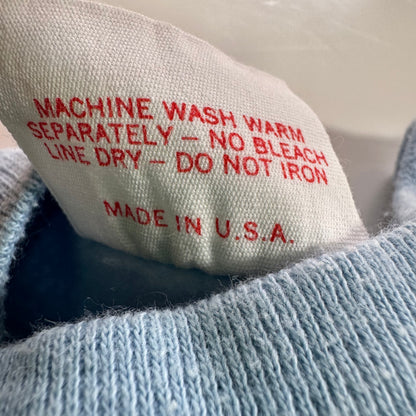 MACHINE WASH WARM
SEPARATELY – NO BLEACH
LINE DRY – DO NOT IRON
MADE IN U.S.A.